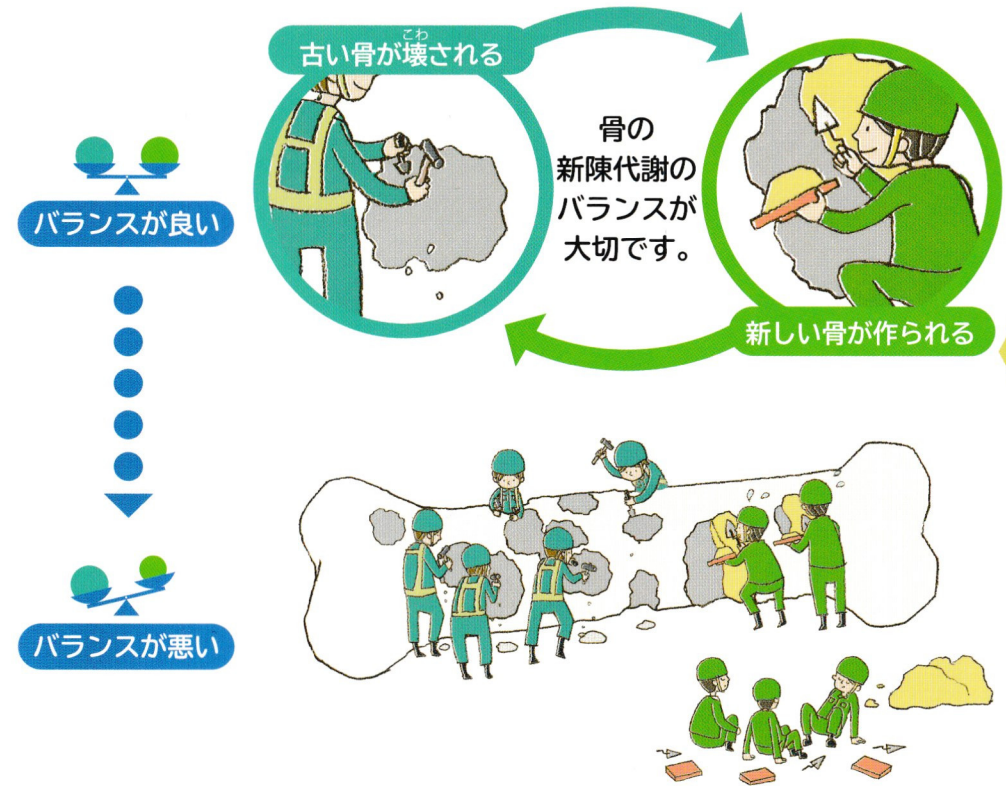 古い骨が壊される
こわ
骨の
新陳代謝の
バランスが
大切です。
新しい骨が作られる
バランスが良い
バランスが悪い